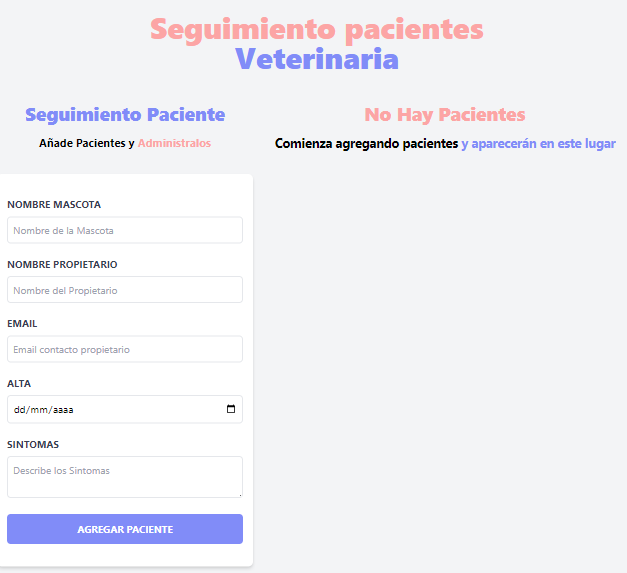 Seguimiento pacientes
Veterinaria
Seguimiento Paciente
Añade Pacientes y Administralos
NOMBRE MASCOTA
Nombre de la Mascota
NOMBRE PROPIETARIO
Nombre del Propietario
EMAIL
Email contacto propietario
ALTA
dd/mm/aaaa
SINTOMAS
Describe los Sintomas
AGREGAR PACIENTE
No Hay Pacientes
Comienza agregando pacientes y aparecerán en este lugar